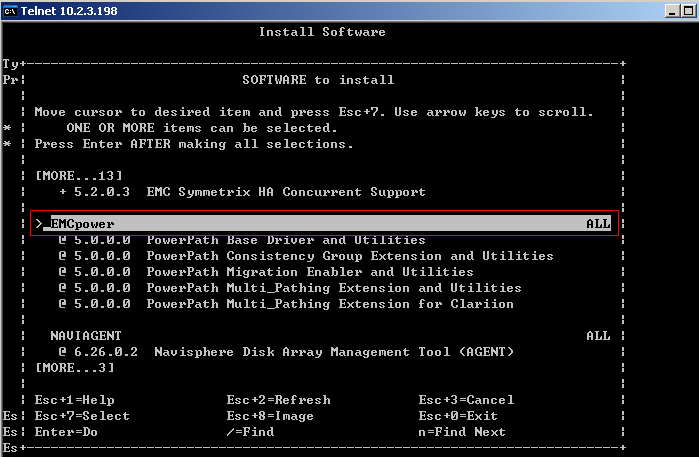 Telnet 10.2.3.198
Install Software
Ty+-----------------------------------------------------------------------+
Pr¦ SOFTWARE to install ¦
Move cursor to desired item and press Esc+7. Use arrow keys to scroll.
* ¦ ONE OR MORE items can be selected.
* ¦ Press Enter AFTER making all selections.
[MORE...13]
+ 5.2.0.3 EMC Symmetrix HA Concurrent Support
> EMCpower ALL
@ 5.0.0.0 PowerPath Base Driver and Utilities
@ 5.0.0.0 PowerPath Consistency Group Extension and Utilities
@ 5.0.0.0 PowerPath Migration Enabler and Utilities
@ 5.0.0.0 PowerPath Multi_Pathing Extension and Utilities
@ 5.0.0.0 PowerPath Multi_Pathing Extension for Clariion
NAVIAGENT ALL
@ 6.26.0.2 Navisphere Disk Array Management Tool (AGENT)
[MORE...3]
Esc+1=Help Esc+2=Refresh Esc+3=Cancel
Es¦ Esc+7=Select Esc+8=Image Esc+0=Exit
Es¦ Enter=Do /=Find n=Find Next
Es+-----------------------------------------------------------------------+